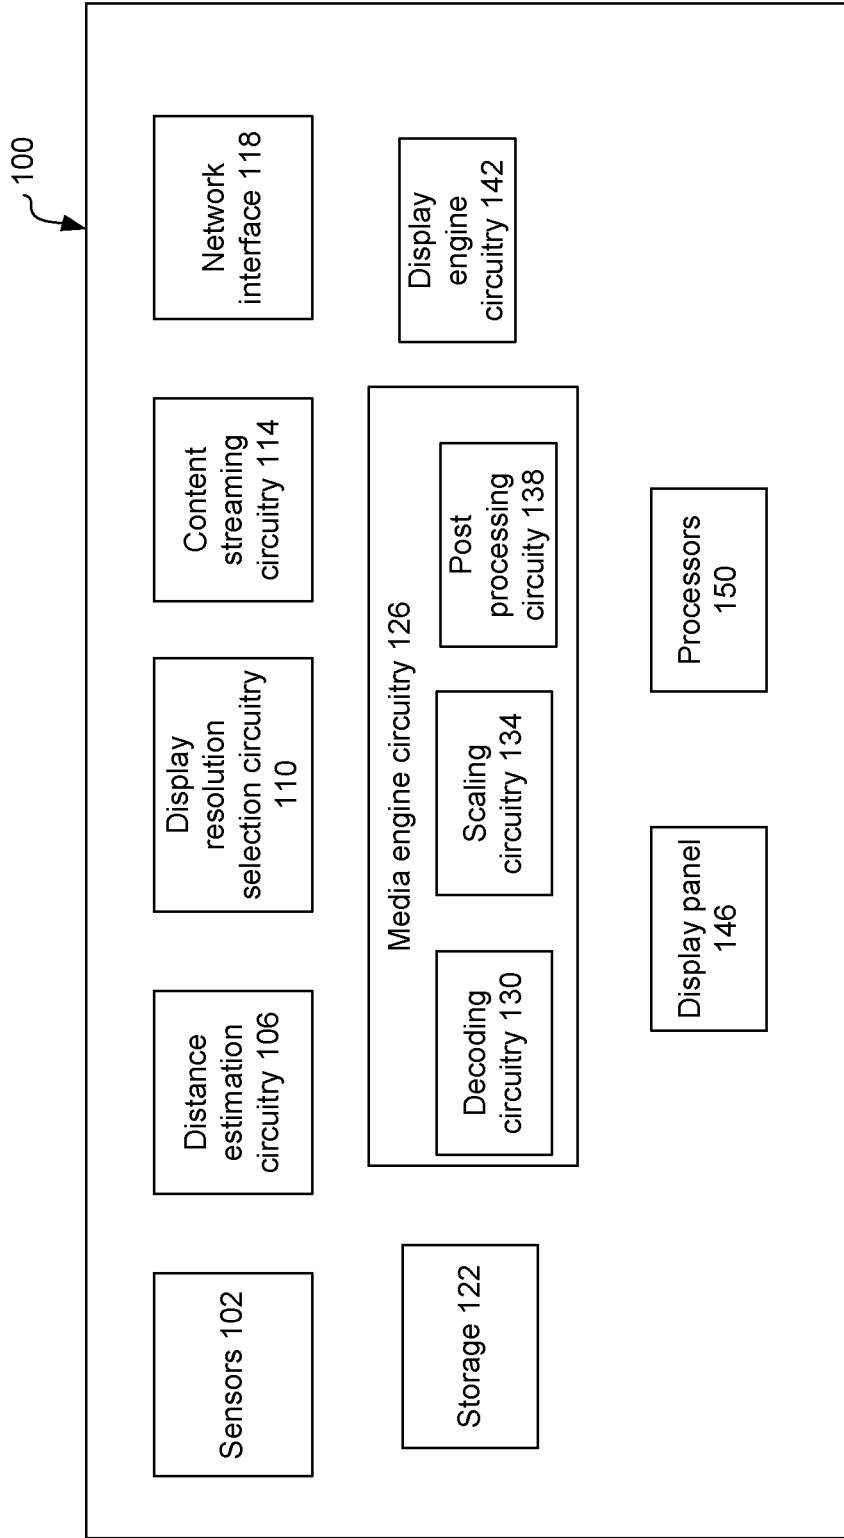 100
Sensors 102
Distance
estimation
circuitry 106
Display
resolution
selection circuitry
110
Content
streaming
circuitry 114
Network
interface 118
Storage 122
Media engine circuitry 126
Decoding
circuitry 130
Scaling
circuitry 134
Post
processing
circuity 138
Display
engine
circuitry 142
Display panel
146
Processors
150